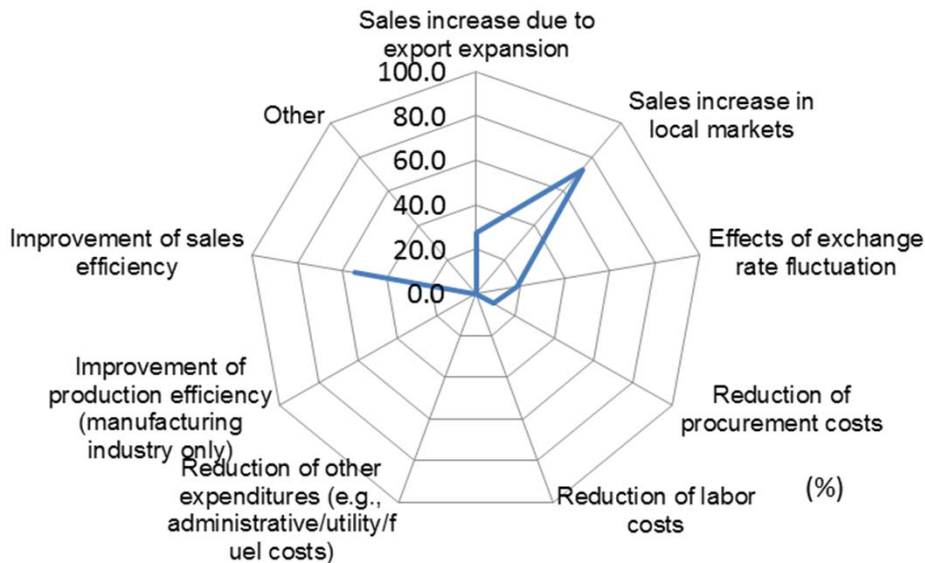 Sales increase due to
export expansion
100.0
80.0
60.0
40.0
20.0
0.0
Sales increase in
local markets
Effects of exchange
rate fluctuation
Reduction of
procurement costs
(%)
Reduction of labor
costs
Reduction of other
expenditures (e.g.,
administrative/utility/f
uel costs)
Improvement of
production efficiency
(manufacturing
industry only)
Improvement of sales
efficiency
Other